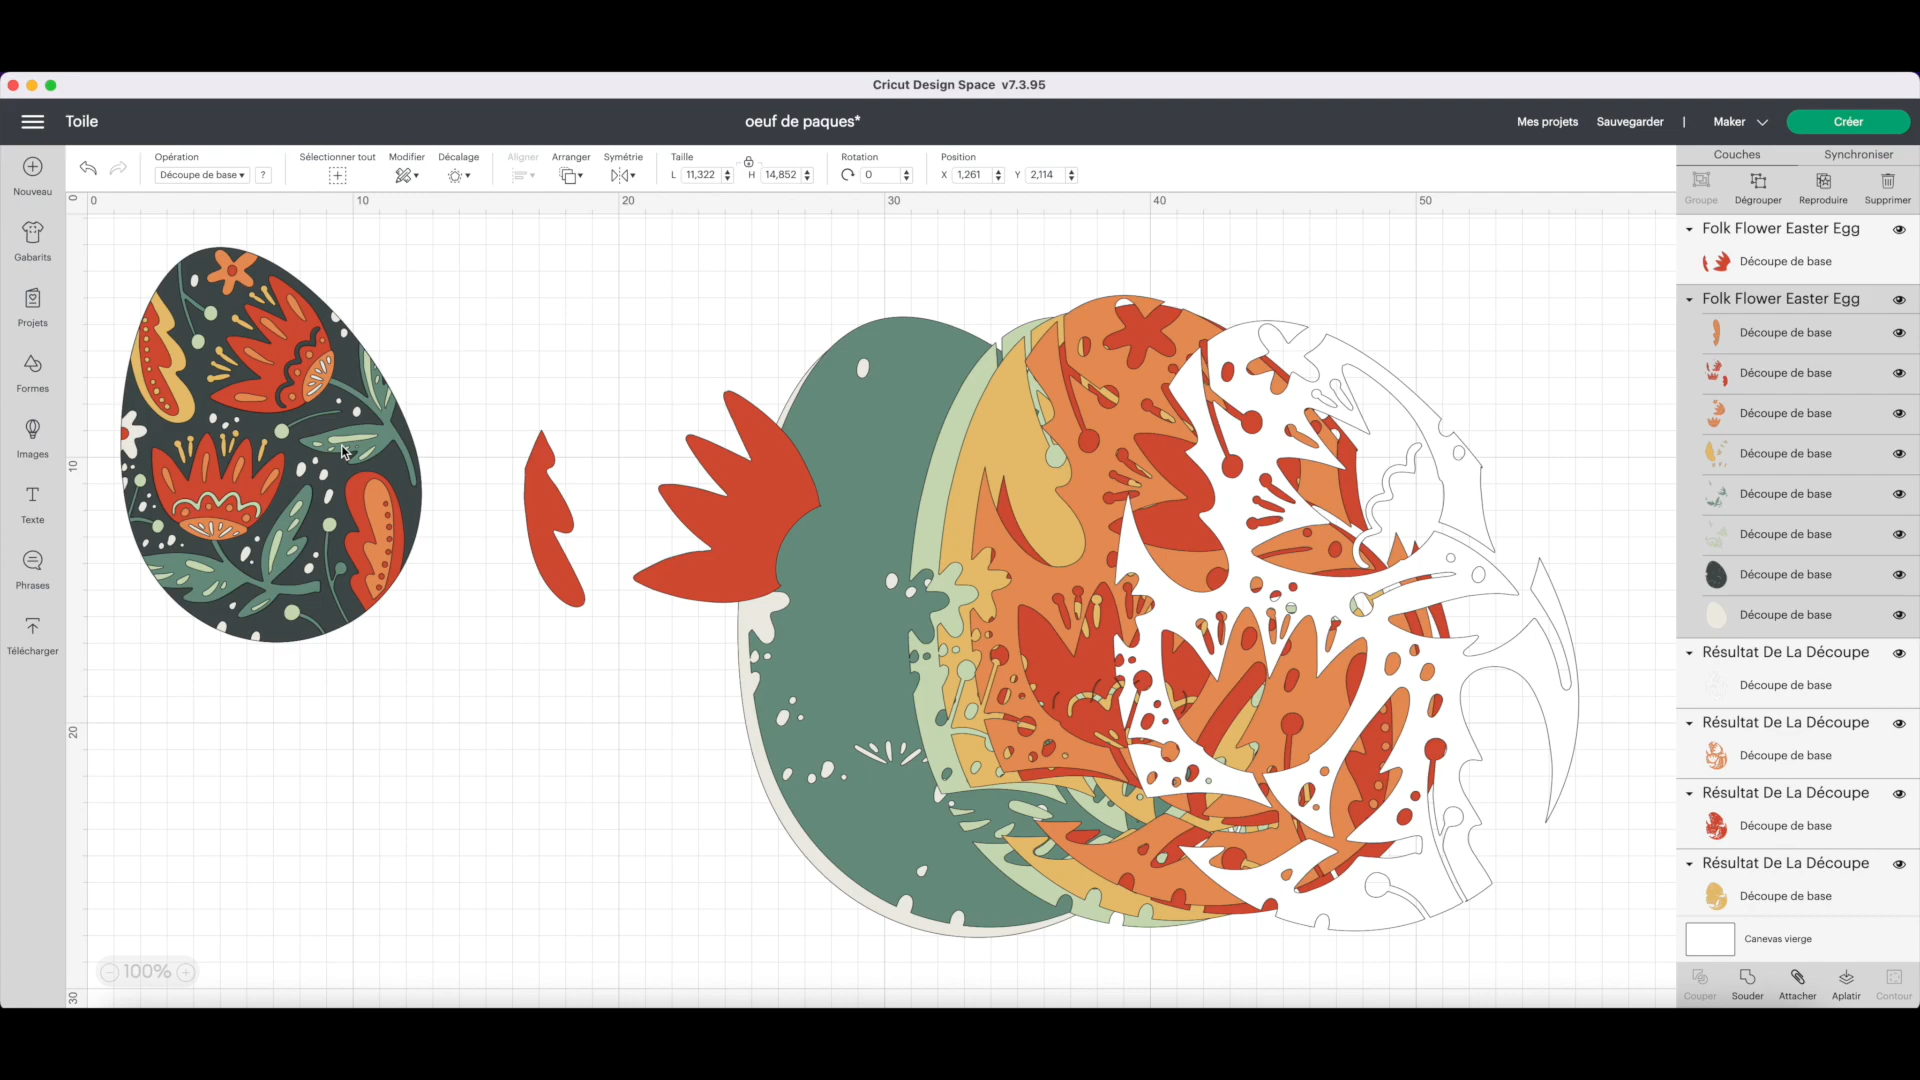 Cricut Design Space v7.3.95
Toile
oeuf de paques*
Mes projets
Sauvegarder
|
Maker
Créer
Nouveau
Gabarits
Projets
Formes
Images
Texte
Phrases
Télécharger
Opération
Découpe de base
?
Sélectionner tout
Modifier
Décalage
Aligner
Arranger
Symétrie
Taille
L 11,322
H 14,852
Rotation
0
Position
X 1,261
Y 2,114
0 10 20 30 40 50
0
10
20
30
100%
Couches
Synchroniser
Groupe
Dégrouper
Reproduire
Supprimer
Folk Flower Easter Egg
Découpe de base
Folk Flower Easter Egg
Découpe de base
Découpe de base
Découpe de base
Découpe de base
Découpe de base
Découpe de base
Découpe de base
Découpe de base
Résultat De La Découpe
Découpe de base
Résultat De La Découpe
Découpe de base
Résultat De La Découpe
Découpe de base
Résultat De La Découpe
Découpe de base
Canevas vierge
Couper
Souder
Attacher
Aplatir
Contour